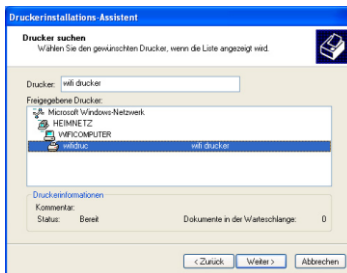 Druckerinstallations-Assistent
Drucker suchen
Wählen Sie den gewünschten Drucker, wenn die Liste angezeigt wird.
Drucker: wifi drucker
Freigegebene Drucker:
Microsoft Windows-Netzwerk
HEIMNETZ
WIFICOMPUTER
wifidruc wifi drucker
Druckerinformationen
Kommentar:
Status: Bereit Dokumente in der Warteschlange: 0
< Zurück Weiter > Abbrechen